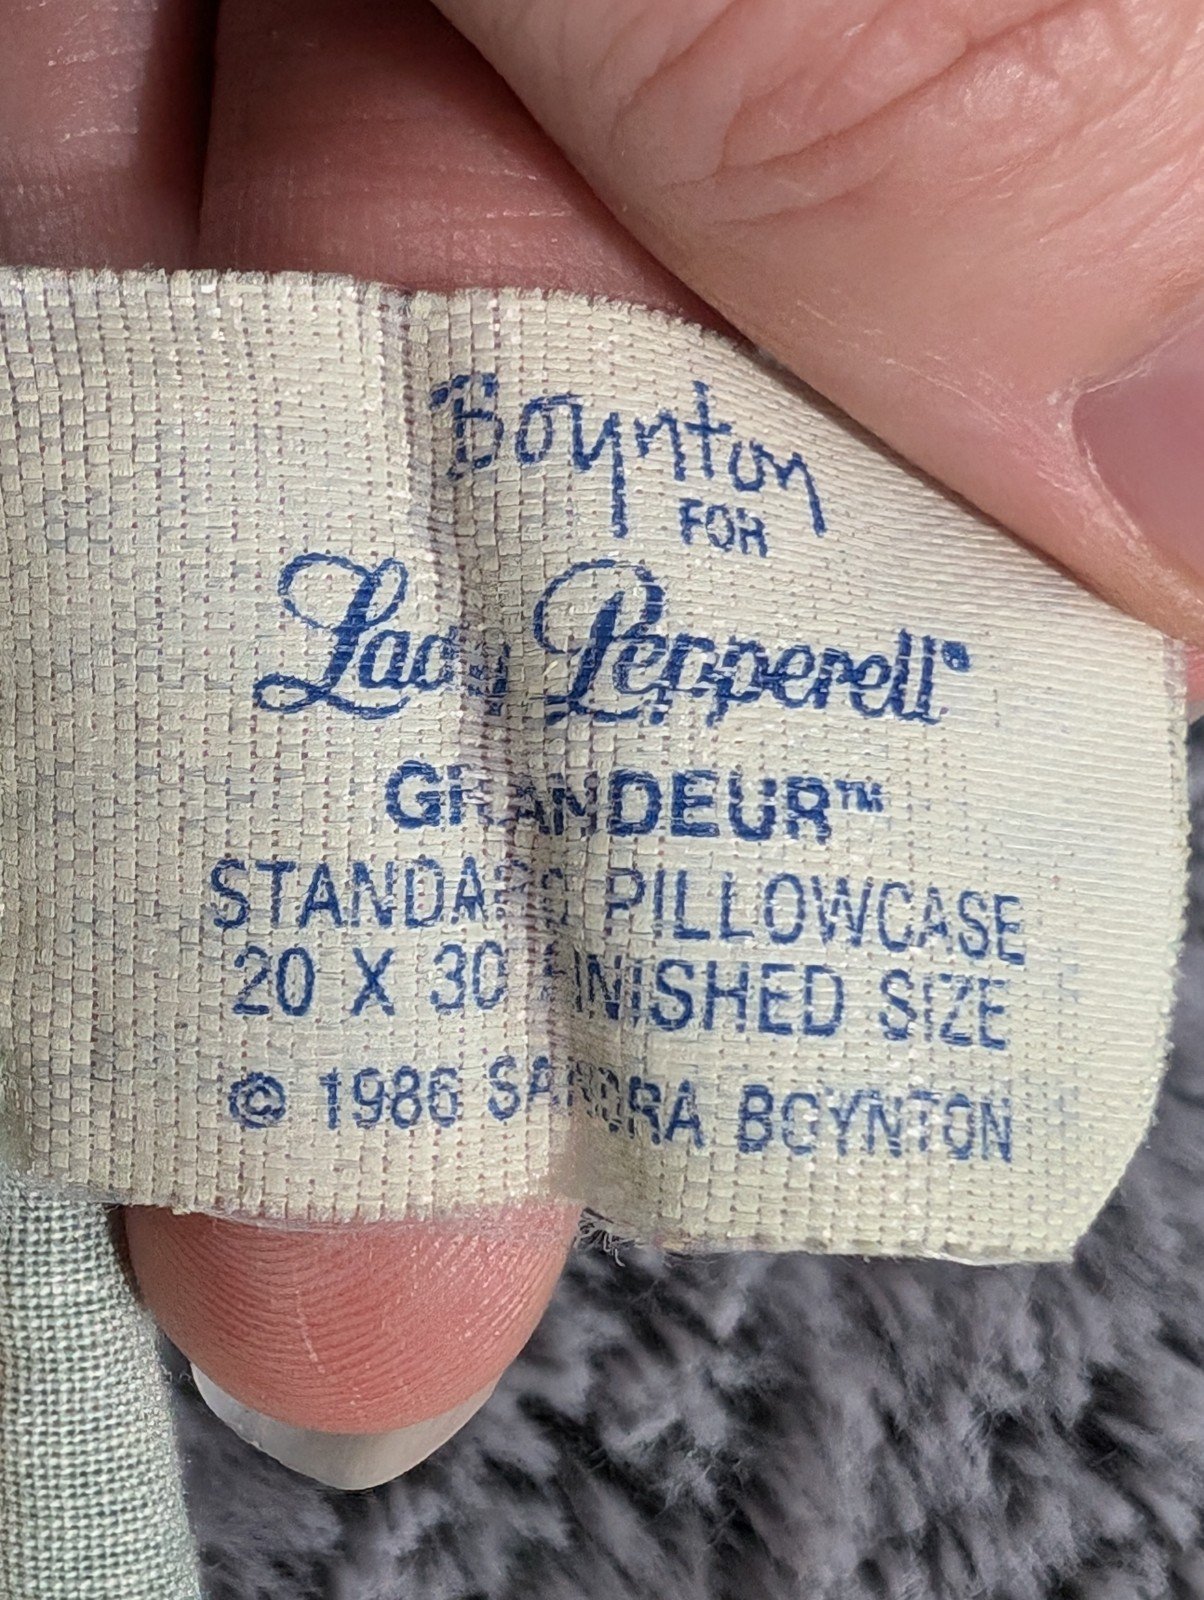 Boynton
FOR
Lady Pepperell®
GRANDEUR™
STANDARD PILLOWCASE
20 X 30 FINISHED SIZE
© 1986 SANDRA BOYNTON